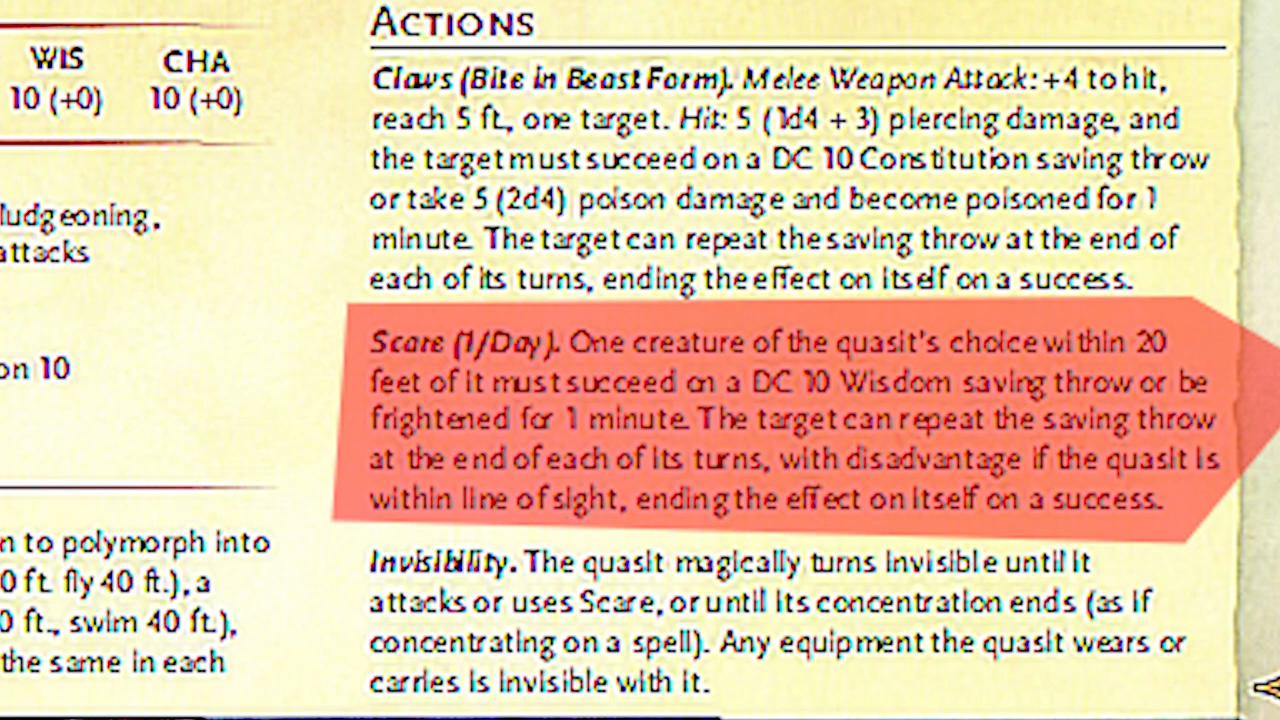 WIS CHA
10 (+0) 10 (+0)
ludgeoning,
attacks
on 10
n to polymorph into
0 ft. fly 40 ft.), a
0 ft., swim 40 ft.),
the same in each
ACTIONS
Claws (Bite in Beast Form). Melee Weapon Attack: +4 to hit,
reach 5 ft., one target. Hit: 5 (1d4 + 3) piercing damage, and
the target must succeed on a DC 10 Constitution saving throw
or take 5 (2d4) poison damage and become poisoned for 1
minute. The target can repeat the saving throw at the end of
each of its turns, ending the effect on itself on a success.
Scare (1/Day). One creature of the quasit's choice within 20
feet of it must succeed on a DC 10 Wisdom saving throw or be
frightened for 1 minute. The target can repeat the saving throw
at the end of each of its turns, with disadvantage if the quasit is
within line of sight, ending the effect on itself on a success.
Invisibility. The quasit magically turns invisible until it
attacks or uses Scare, or until its concentration ends (as if
concentrating on a spell). Any equipment the quasit wears or
carries is invisible with it.